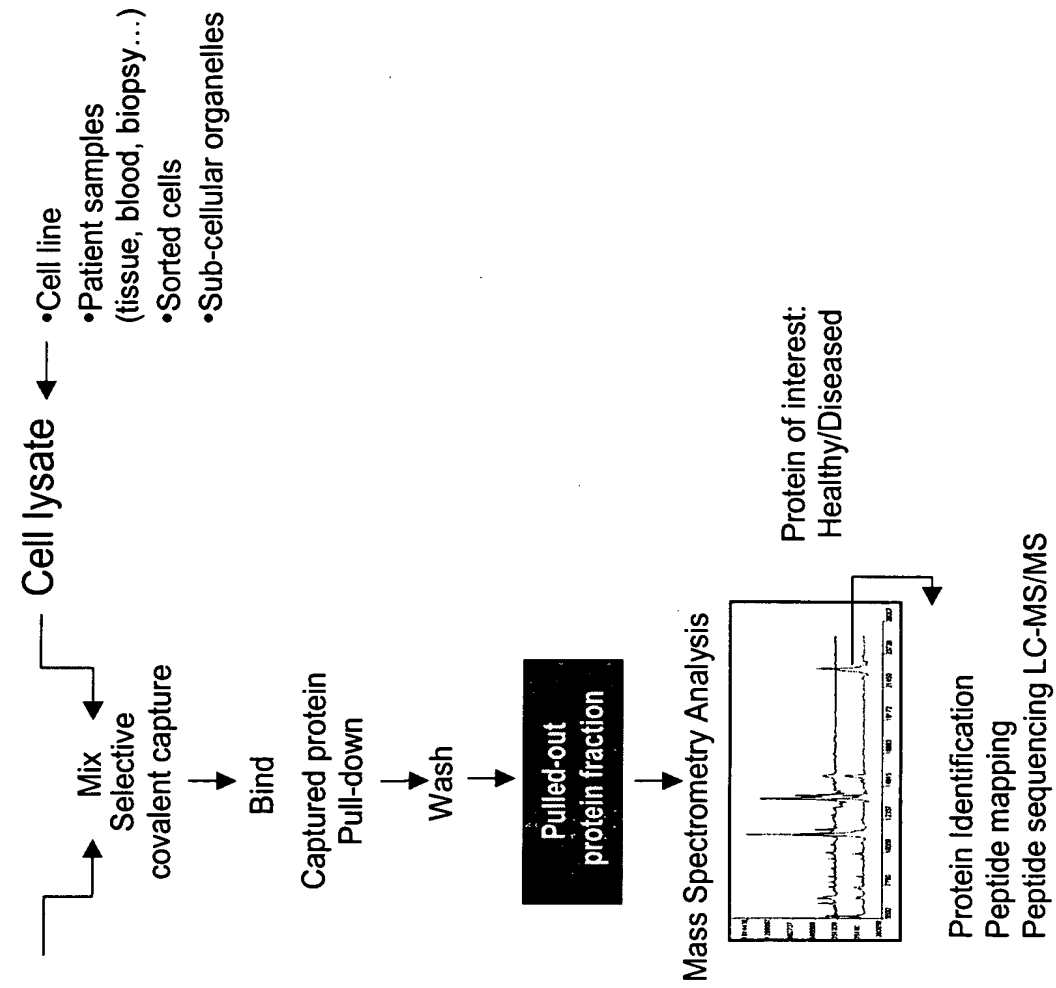 Cell lysate
•Cell line
•Patient samples
(tissue, blood, biopsy...)
•Sorted cells
•Sub-cellular organelles
Mix
Selective
covalent capture
Bind
Captured protein
Pull-down
Wash
Pulled-out
protein fraction
Mass Spectrometry Analysis
Protein of interest:
Healthy/Diseased
Protein Identification
Peptide mapping
Peptide sequencing LC-MS/MS